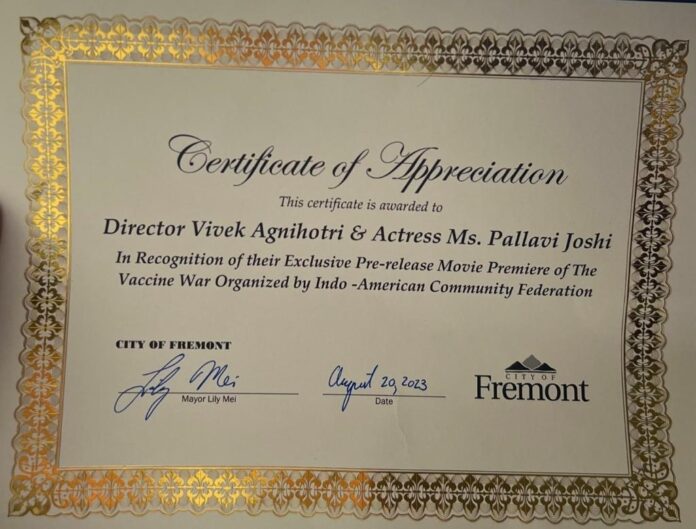 Certificate of Appreciation
This certificate is awarded to
Director Vivek Agnihotri & Actress Ms. Pallavi Joshi
In Recognition of their Exclusive Pre-release Movie Premiere of The
Vaccine War Organized by Indo -American Community Federation
CITY OF FREMONT
Lily Mei
August 20, 2023
Mayor Lily Mei
Date
CITY OF
Fremont